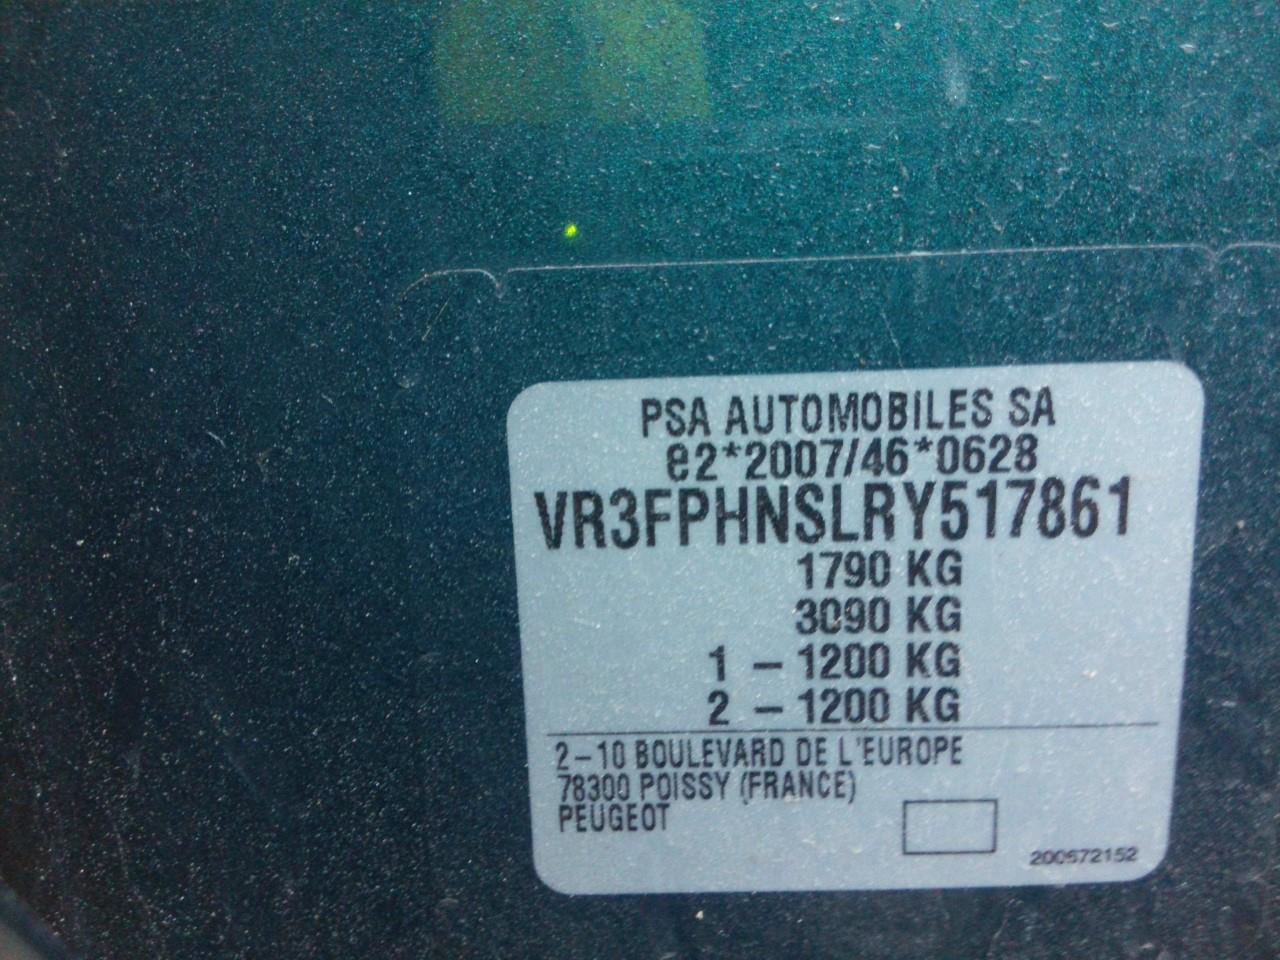 PSA AUTOMOBILES SA
e2*2007/46*0628
VR3FPHNSLRY517861
1790 KG
3090 KG
1 – 1200 KG
2 – 1200 KG
2–10 BOULEVARD DE L'EUROPE
78300 POISSY (FRANCE)
PEUGEOT
200672152